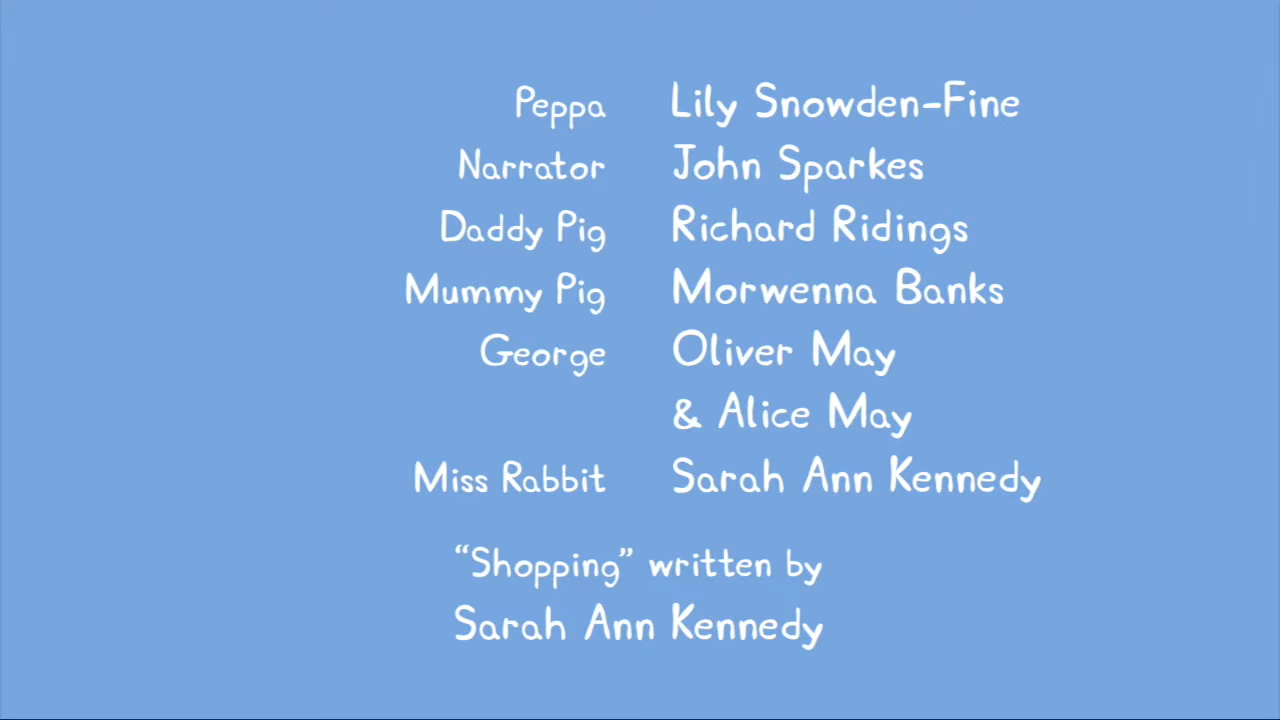 Peppa Lily Snowden-Fine
Narrator John Sparkes
Daddy Pig Richard Ridings
Mummy Pig Morwenna Banks
George Oliver May
& Alice May
Miss Rabbit Sarah Ann Kennedy
“Shopping” written by
Sarah Ann Kennedy